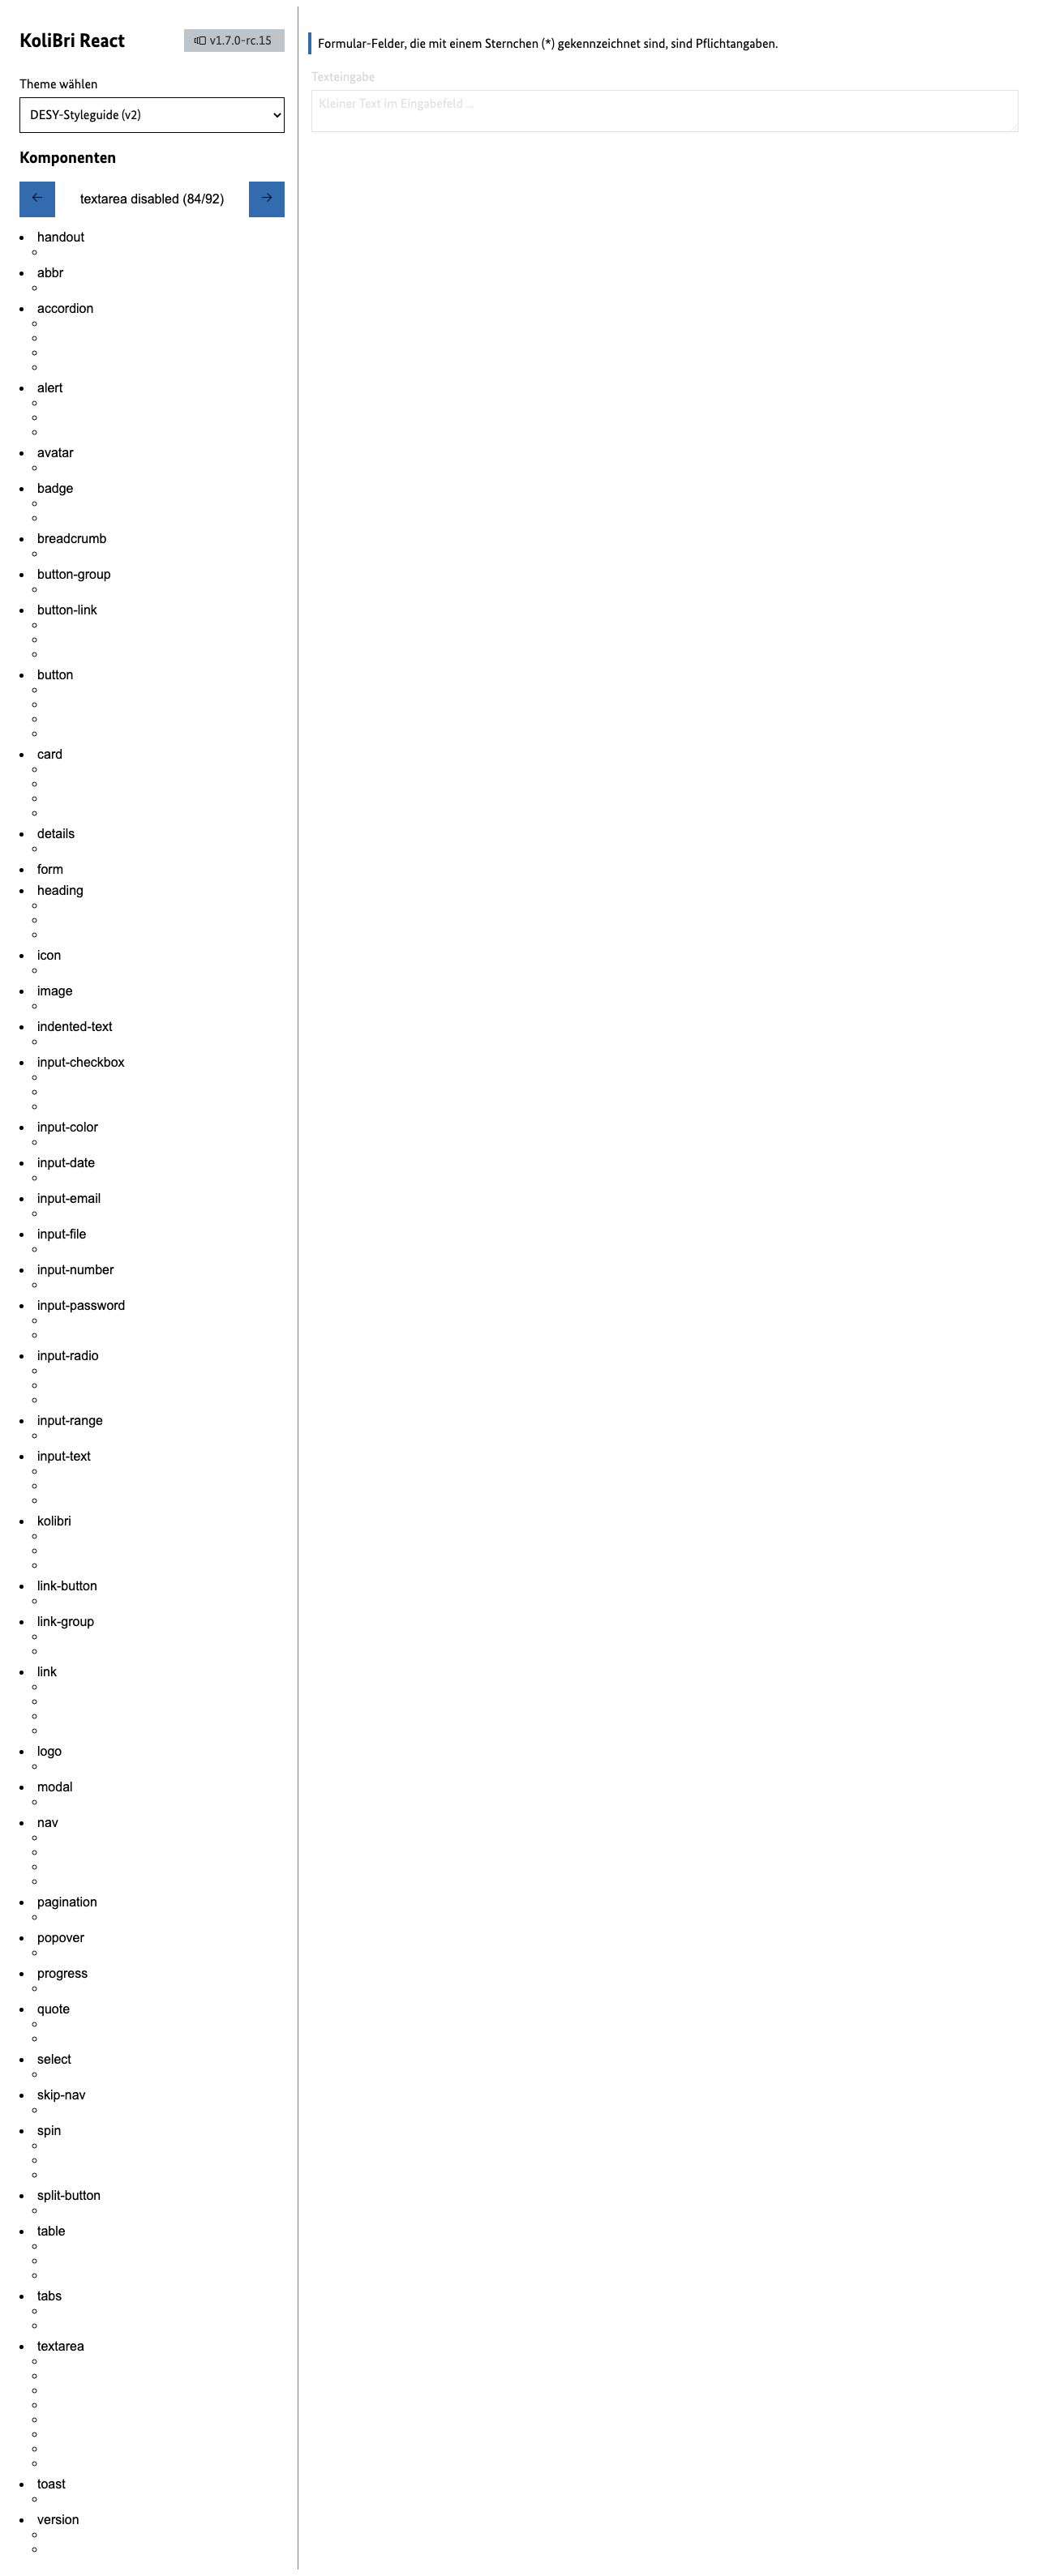 KoliBri React
v1.7.0-rc.15
Theme wählen
DESY-Styleguide (v2)
Komponenten
textarea disabled (84/92)
handout
abbr
accordion
alert
avatar
badge
breadcrumb
button-group
button-link
button
card
details
form
heading
icon
image
indented-text
input-checkbox
input-color
input-date
input-email
input-file
input-number
input-password
input-radio
input-range
input-text
kolibri
link-button
link-group
link
logo
modal
nav
pagination
popover
progress
quote
select
skip-nav
spin
split-button
table
tabs
textarea
toast
version
Formular-Felder, die mit einem Sternchen (*) gekennzeichnet sind, sind Pflichtangaben.
Texteingabe
Kleiner Text im Eingabefeld ...